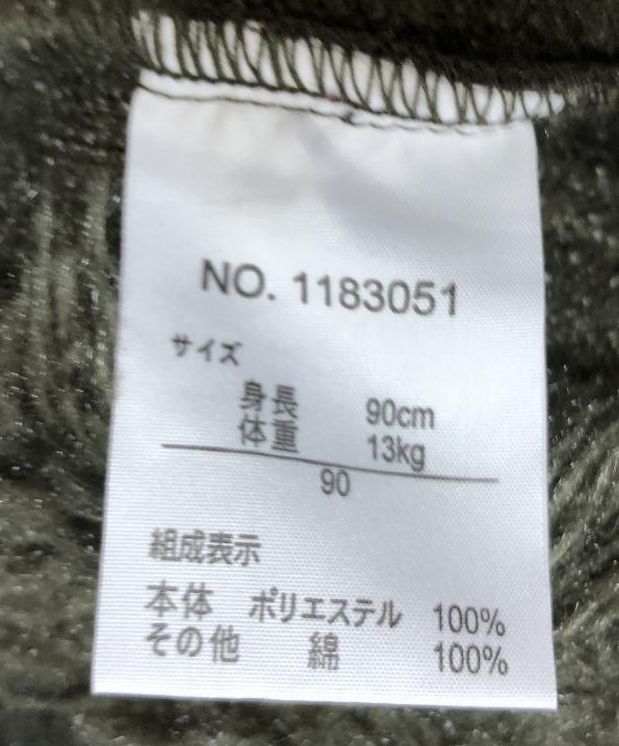 NO. 1183051
サイズ
身長 90cm
体重 13kg
90
組成表示
本体 ポリエステル 100%
その他 綿 100%